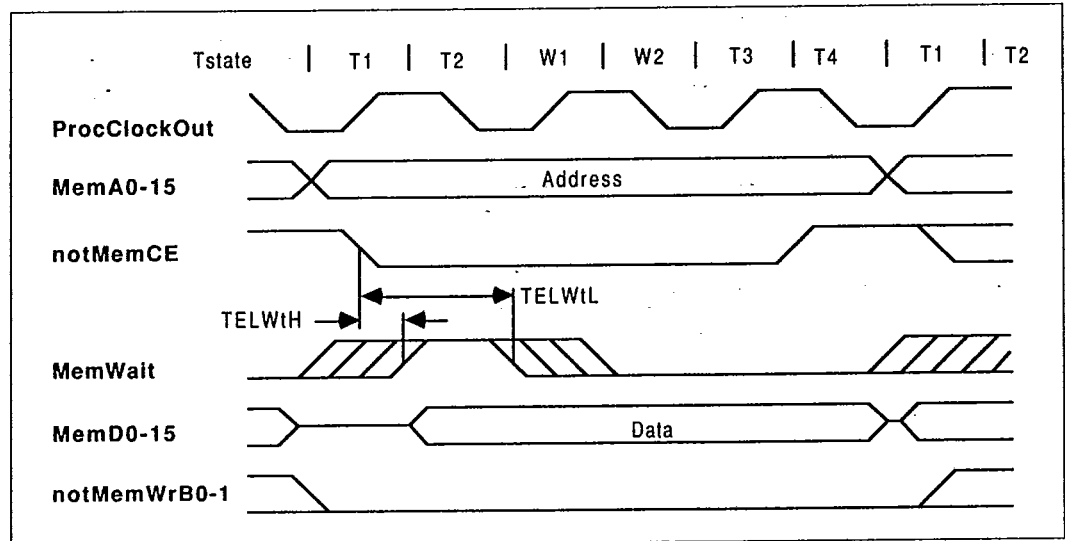 Tstate | T1 | T2 | W1 | W2 | T3 | T4 | T1 | T2
ProcClockOut
MemA0-15 Address
notMemCE
TELWtL
TELWtH
MemWait
MemD0-15 Data
notMemWrB0-1